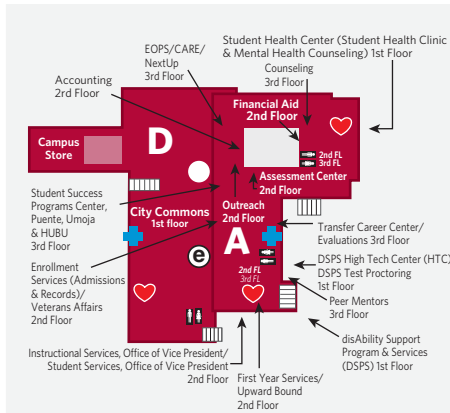 Student Health Center (Student Health Clinic
& Mental Health Counseling) 1st Floor
EOPS/CARE/
NextUp
3rd Floor
Counseling
3rd Floor
Accounting
2rd Floor
Financial Aid
2nd Floor
D
Campus
Store
2nd FL
3rd FL
Assessment Center
2nd Floor
Student Success
Programs Center,
Puente, Umoja
& HUBU
3rd Floor
City Commons
1st floor
Outreach
2nd Floor
A
Transfer Career Center/
Evaluations 3rd Floor
e
Enrollment
Services (Admissions
& Records)/
Veterans Affairs
2nd Floor
2nd FL
3rd FL
DSPS High Tech Center (HTC)
DSPS Test Proctoring
1st Floor
Peer Mentors
3rd Floor
disAbility Support
Program & Services
(DSPS) 1st Floor
Instructional Services, Office of Vice President/
Student Services, Office of Vice President
2nd Floor
First Year Services/
Upward Bound
2nd Floor